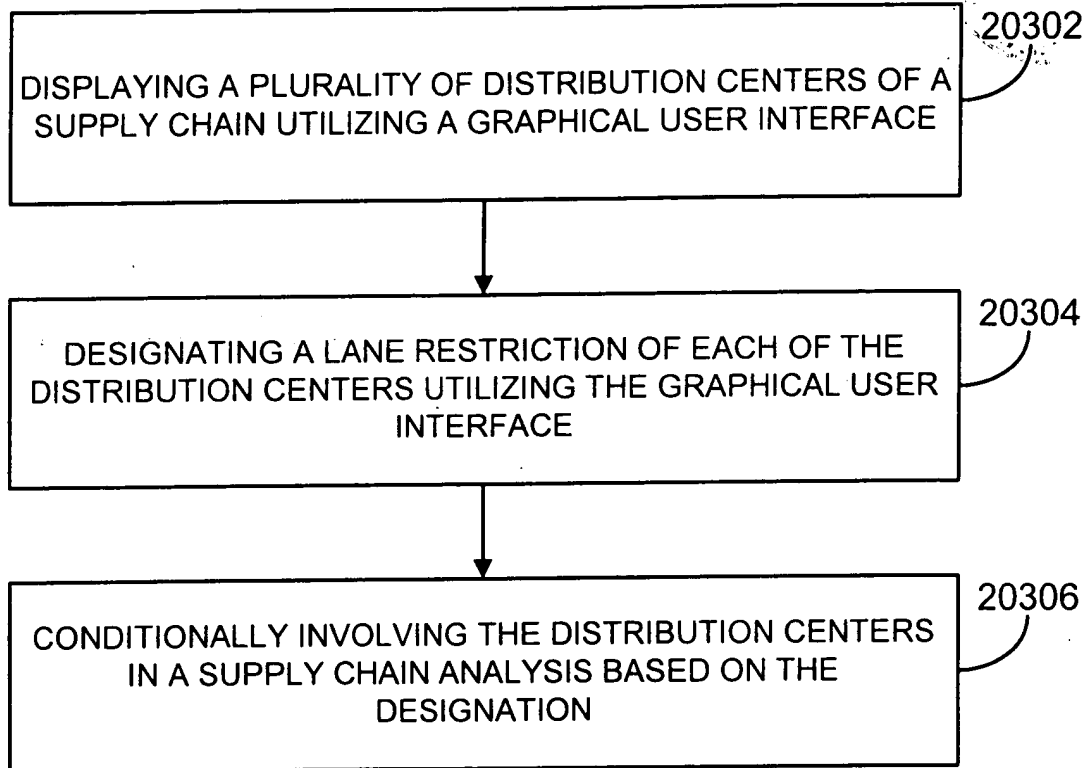 20302
DISPLAYING A PLURALITY OF DISTRIBUTION CENTERS OF A
SUPPLY CHAIN UTILIZING A GRAPHICAL USER INTERFACE
20304
DESIGNATING A LANE RESTRICTION OF EACH OF THE
DISTRIBUTION CENTERS UTILIZING THE GRAPHICAL USER
INTERFACE
20306
CONDITIONALLY INVOLVING THE DISTRIBUTION CENTERS
IN A SUPPLY CHAIN ANALYSIS BASED ON THE
DESIGNATION